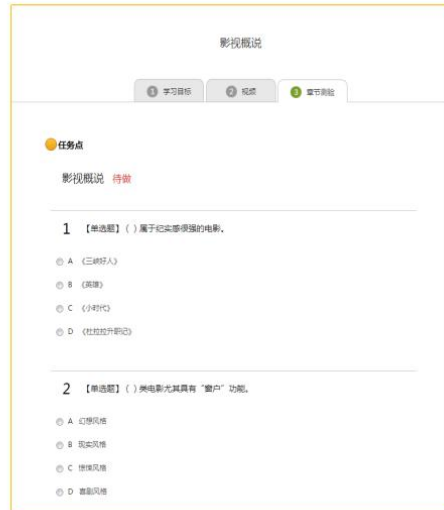 影视概说
1 学习目标
2 视频
3 章节测验
任务点
影视概说 待做
1 【单选题】（ ）属于纪实感很强的电影。
A 《三峡好人》
B 《英雄》
C 《小时代》
D 《杜拉拉升职记》
2 【单选题】（ ）类电影尤其具有“窗户”功能。
A 幻想风格
B 现实风格
C 惊悚风格
D 喜剧风格